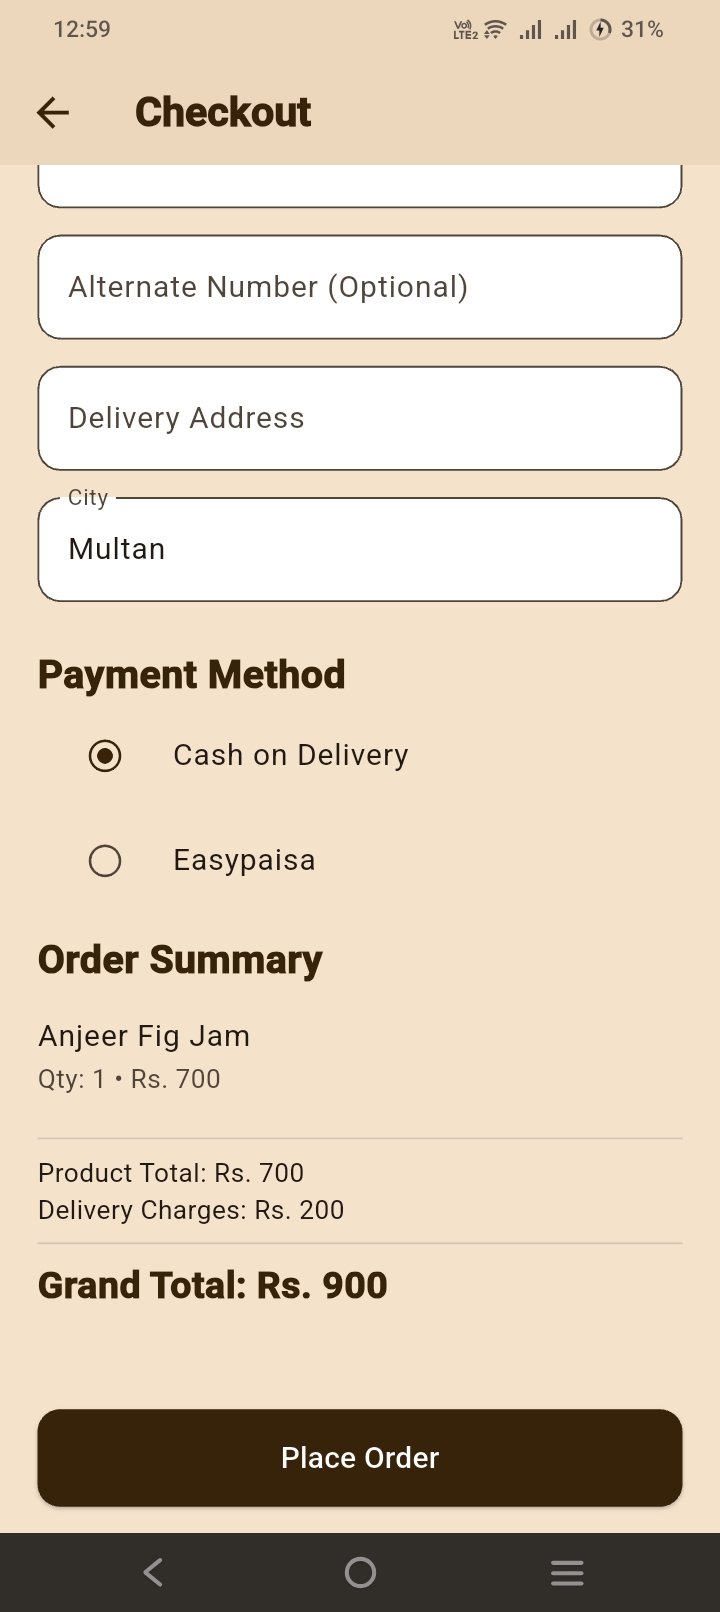 12:59
Vo) LTE2 31%
Checkout
Alternate Number (Optional)
Delivery Address
City
Multan
Payment Method
Cash on Delivery
Easypaisa
Order Summary
Anjeer Fig Jam
Qty: 1 • Rs. 700
Product Total: Rs. 700
Delivery Charges: Rs. 200
Grand Total: Rs. 900
Place Order